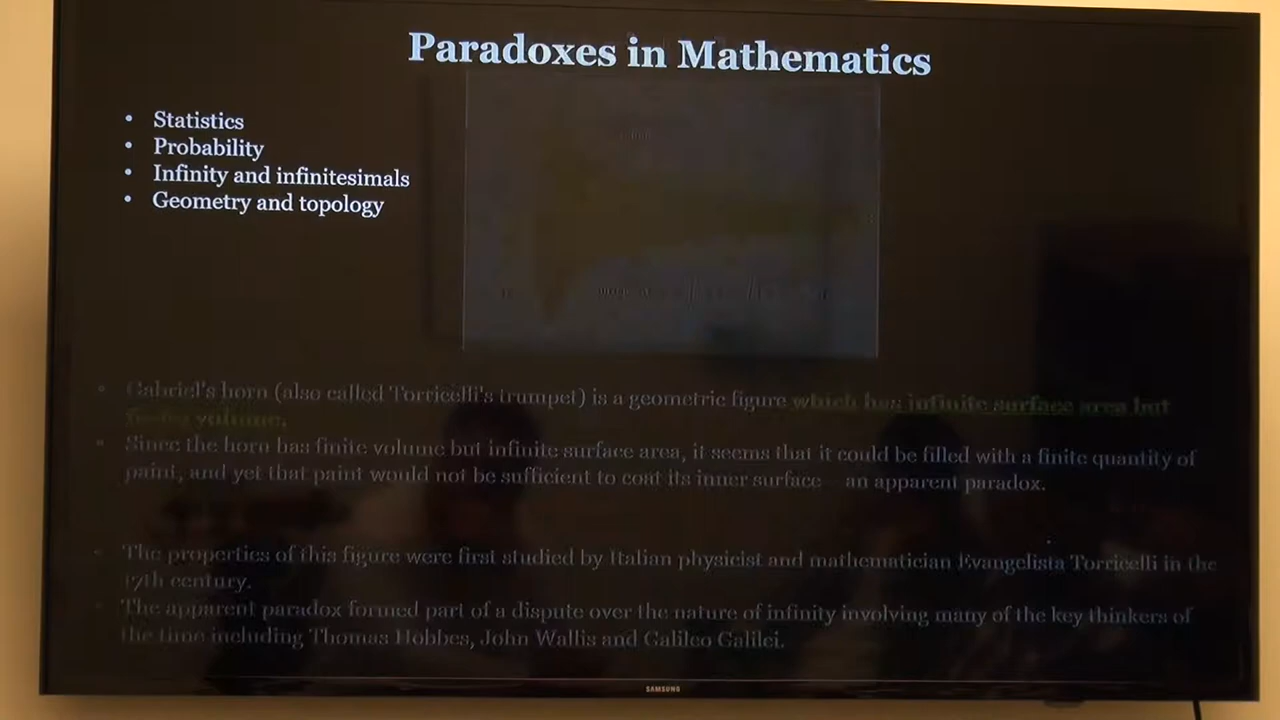 Paradoxes in Mathematics
• Statistics
• Probability
• Infinity and infinitesimals
• Geometry and topology
• Gabriel's horn (also called Torricelli's trumpet) is a geometric figure which has infinite surface area but
finite volume.
• Since the horn has finite volume but infinite surface area, it seems that it could be filled with a finite quantity of
paint, and yet that paint would not be sufficient to coat its inner surface – an apparent paradox.
• The properties of this figure were first studied by Italian physicist and mathematician Evangelista Torricelli in the
17th century.
• The apparent paradox formed part of a dispute over the nature of infinity involving many of the key thinkers of
the time including Thomas Hobbes, John Wallis and Galileo Galilei.
SAMSUNG